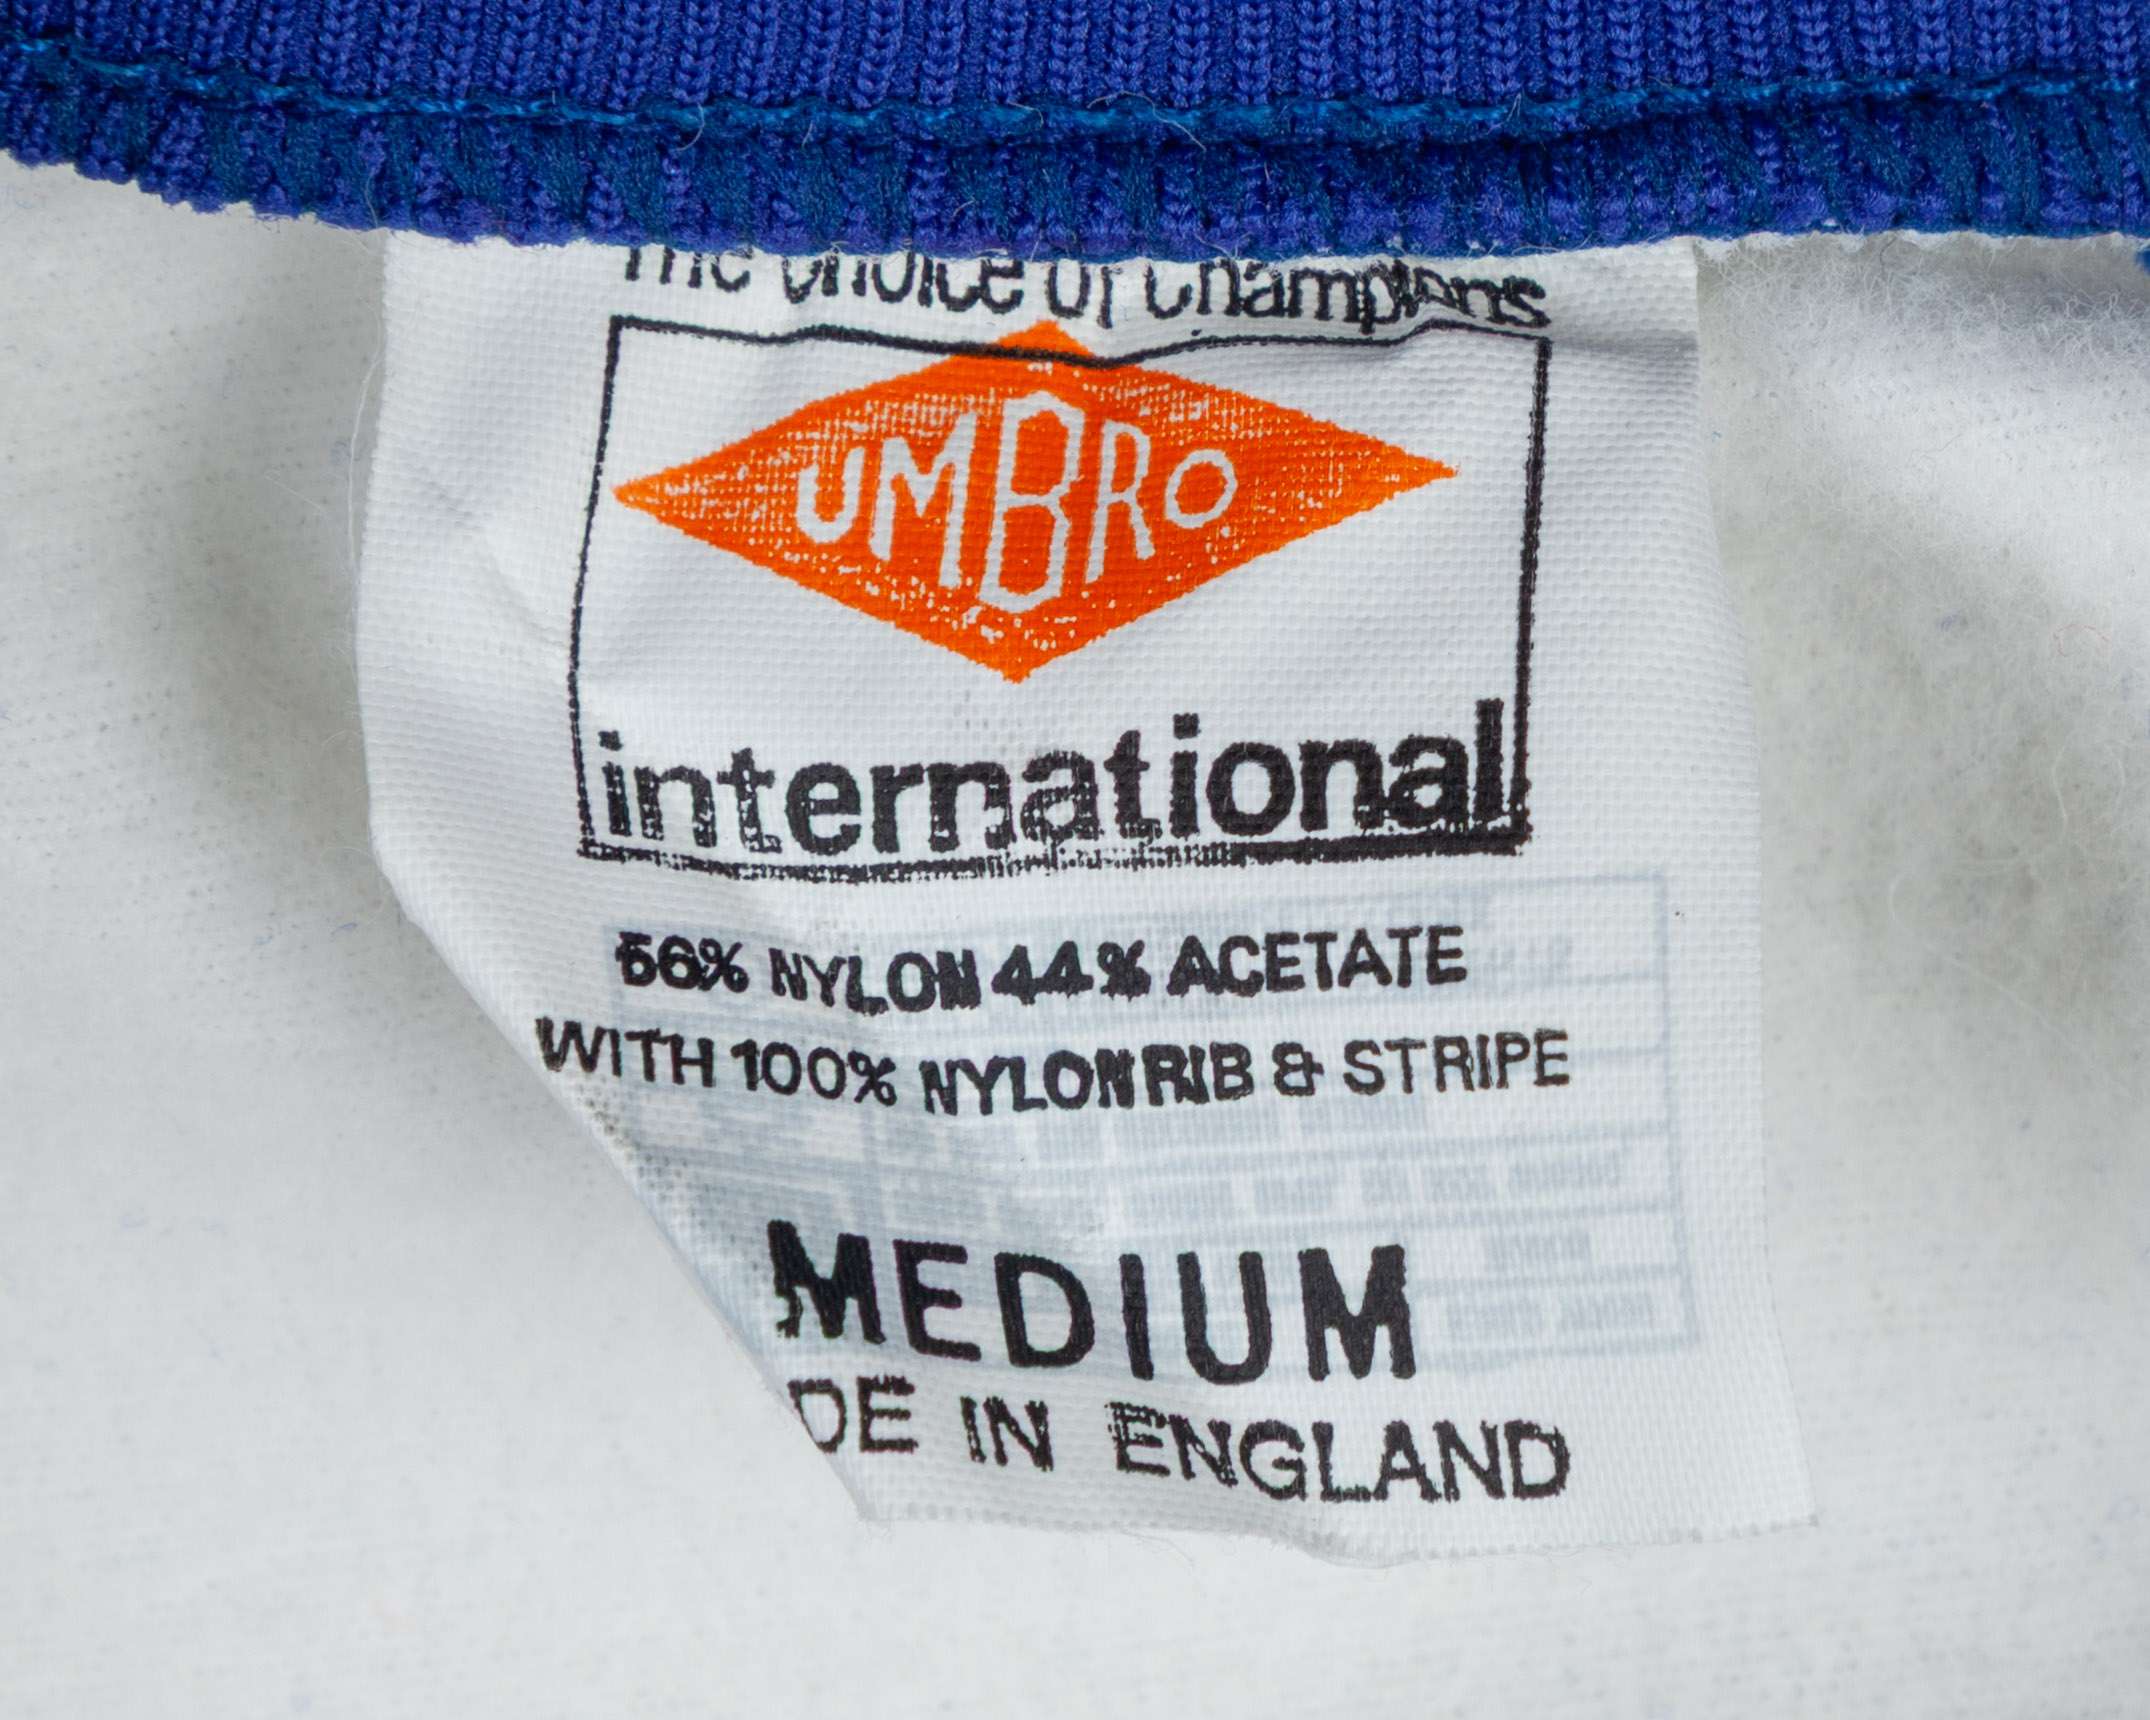 The Choice of Champions
UMBRO
international
56% NYLON 44% ACETATE
WITH 100% NYLON RIB & STRIPE
MEDIUM
DE IN ENGLAND